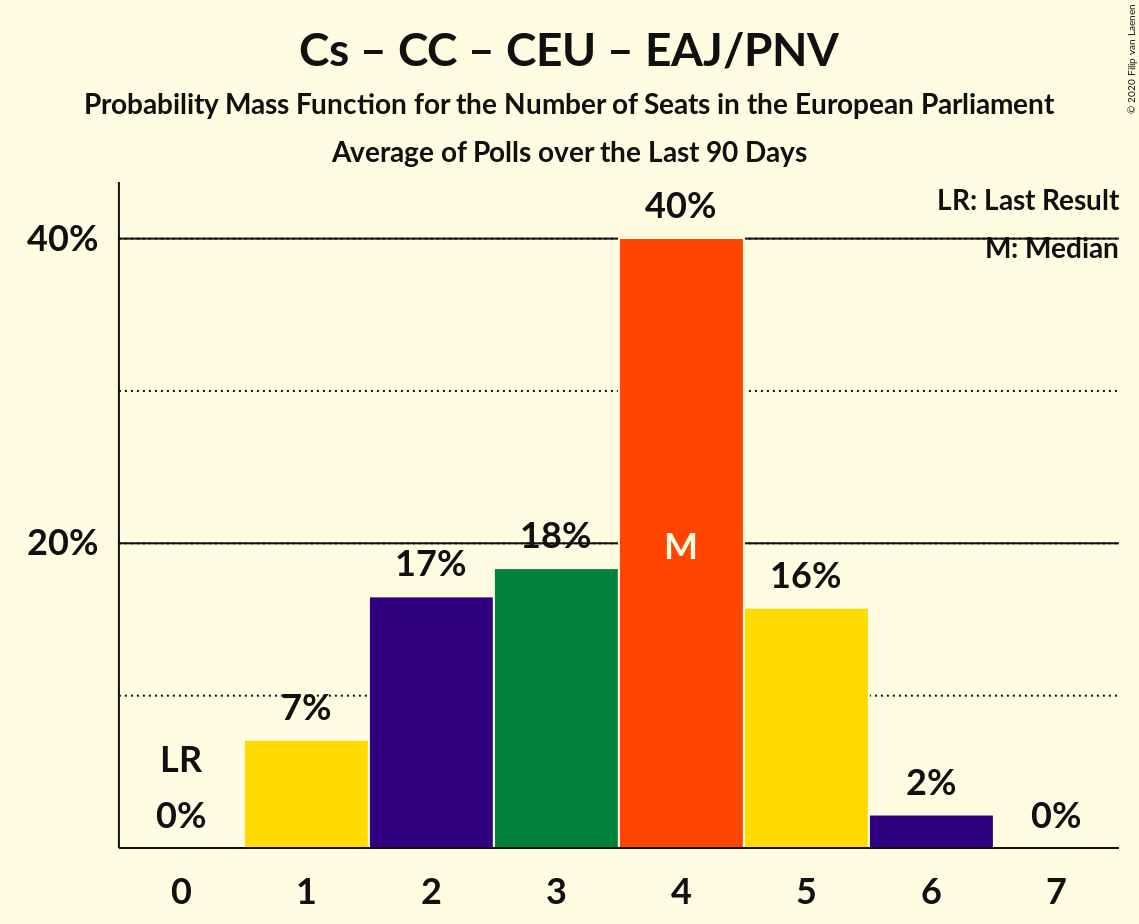 Cs – CC – CEU – EAJ/PNV
Probability Mass Function for the Number of Seats in the European Parliament
Average of Polls over the Last 90 Days
© 2020 Filip van Laenen
LR: Last Result
M: Median
40%
20%
LR
0%
7%
17%
18%
40%
M
16%
2%
0%
0 1 2 3 4 5 6 7